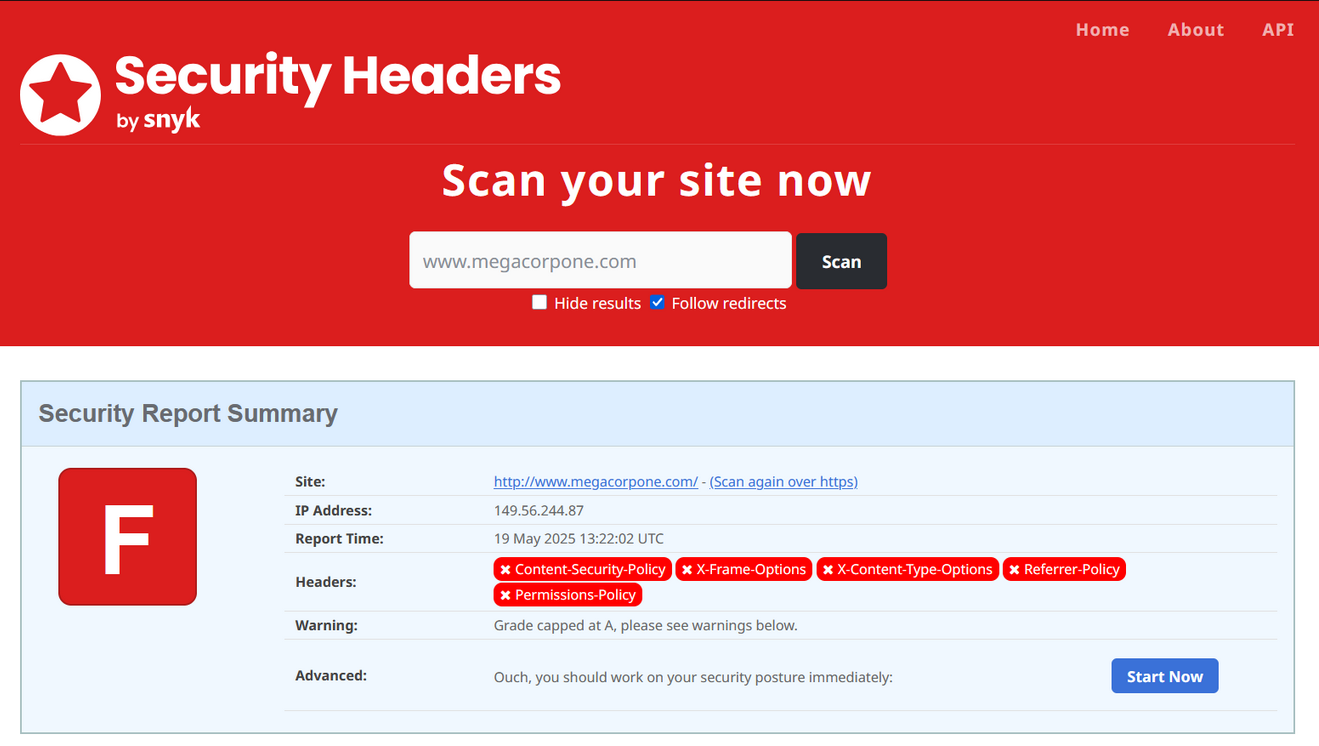 Home About API
Security Headers
by snyk
Scan your site now
www.megacorpone.com Scan
Hide results Follow redirects
Security Report Summary
F
Site: http://www.megacorpone.com/ - (Scan again over https)
IP Address: 149.56.244.87
Report Time: 19 May 2025 13:22:02 UTC
Headers: ✖ Content-Security-Policy ✖ X-Frame-Options ✖ X-Content-Type-Options ✖ Referrer-Policy
✖ Permissions-Policy
Warning: Grade capped at A, please see warnings below.
Advanced: Ouch, you should work on your security posture immediately: Start Now